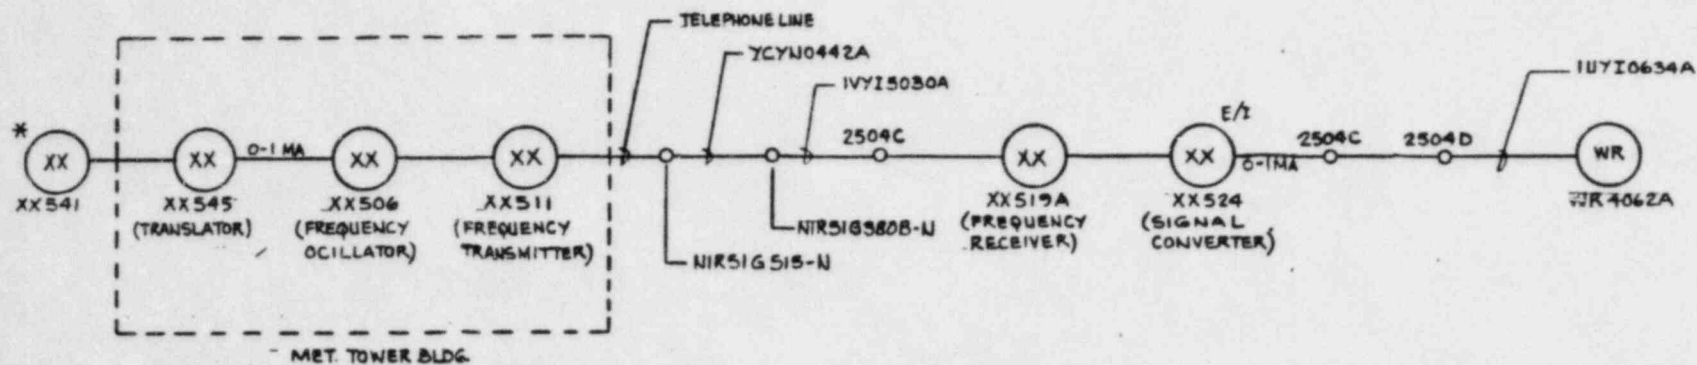 TELEPHONE LINE
YCYN0442A
IVYI5030A
IUYI0634A
*
XX
XX541
XX
XX545
(TRANSLATOR)
0-1 MA
XX
XX506
(FREQUENCY
OCILLATOR)
XX
XX511
(FREQUENCY
TRANSMITTER)
NIRSIG515-N
NIRSIG580B-N
2504C
XX
XX519A
(FREQUENCY
RECEIVER)
E/I
XX
XX524
(SIGNAL
CONVERTER)
0-1MA
2504C
2504D
WR
WR4062A
MET. TOWER BLDG.